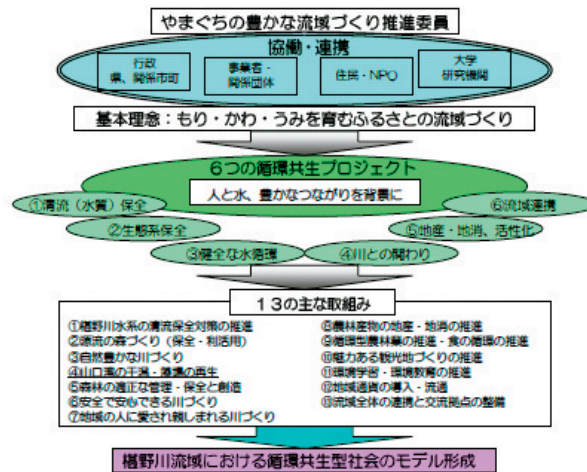 やまぐちの豊かな流域づくり推進委員
協働・連携
行政
県、関係市町
事業者・
関係団体
住民・NPO
大学
研究機関
基本理念：もり・かわ・うみを育むふるさとの流域づくり
6つの循環共生プロジェクト
人と水、豊かなつながりを背景に
①清流（水質）保全
⑥流域連携
②生態系保全
⑤地産・地消、活性化
③健全な水循環
④川との関わり
13の主な取組み
①椹野川水系の清流保全対策の推進
②源流の森づくり（保全・利活用）
③自然豊かな川づくり
④山口湾の干潟・藻場の再生
⑤森林の適正な管理・保全と創造
⑥安全で安心できる川づくり
⑦地域の人に愛され親しまれる川づくり
⑧農林産物の地産・地消の推進
⑨循環型農林業の推進・食の循環の推進
⑩魅力ある観光地づくりの推進
⑪環境学習・環境教育の推進
⑫地域通貨の導入・流通
⑬流域全体の連携と交流拠点の整備
椹野川流域における循環共生型社会のモデル形成